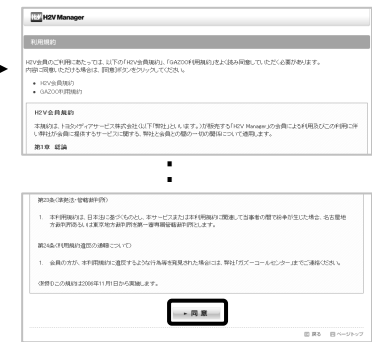 H2V Manager
利用規約
H2V会員のご利用にあたっては、以下の「H2V会員規約」、「GAZOO利用規約」をよくお読み同意していただく必要があります。
内容に同意いただける場合は、[同意]ボタンをクリックしてください。
H2V会員規約
GAZOO利用規約
H2V会員規約
本規約は、トヨタメディアサービス株式会社(以下「弊社」といいます。)が販売する「H2V Manager」の会員による利用及びこの利用に伴
い弊社が会員に提供するサービスに関する、弊社と会員との間の一切の関係について適用します。
第1章 総論
第23条(準拠法・管轄裁判所)
1. 本利用規約は、日本法に基づくものとし、本サービスまたは本利用規約に関連して当事者の間で紛争が生じた場合、名古屋地
方裁判所あるいは東京地方裁判所を第一審専属管轄裁判所とします。
第24条(利用規約違反の通報について)
1. 会員の方が、本利用規約に違反するような行為等を発見された場合には、弊社「ガズーコールセンター」までご連絡ください。
(附則)この規約は2006年11月1日から実施します。
同意
戻る ページトップ